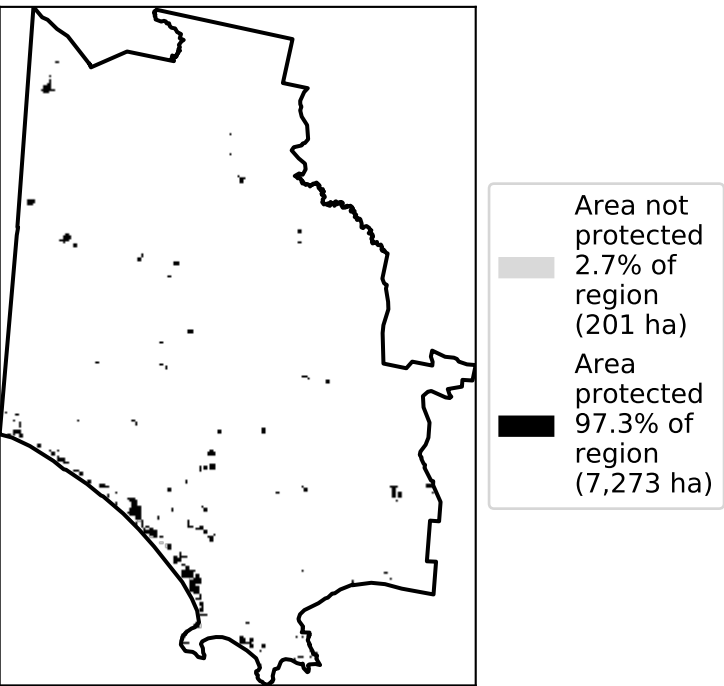 Area not
protected
2.7% of
region
(201 ha)
Area
protected
97.3% of
region
(7,273 ha)